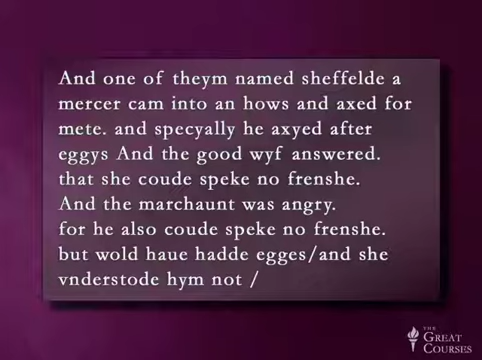 And one of theym named sheffelde a
mercer cam into an hows and axed for
mete. and specyally he axyed after
eggys And the good wyf answered.
that she coude speke no frenshe.
And the marchaunt was angry.
for he also coude speke no frenshe.
but wold haue hadde egges/and she
vnderstode hym not /
THE
GREAT
COURSES